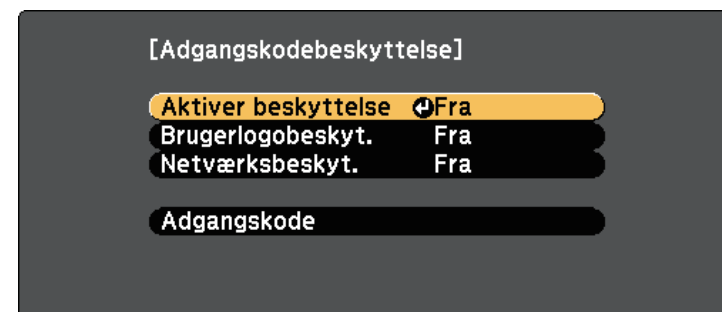 [Adgangskodebeskyttelse]
Aktiver beskyttelse Fra
Brugerlogobeskyt. Fra
Netværksbeskyt. Fra
Adgangskode